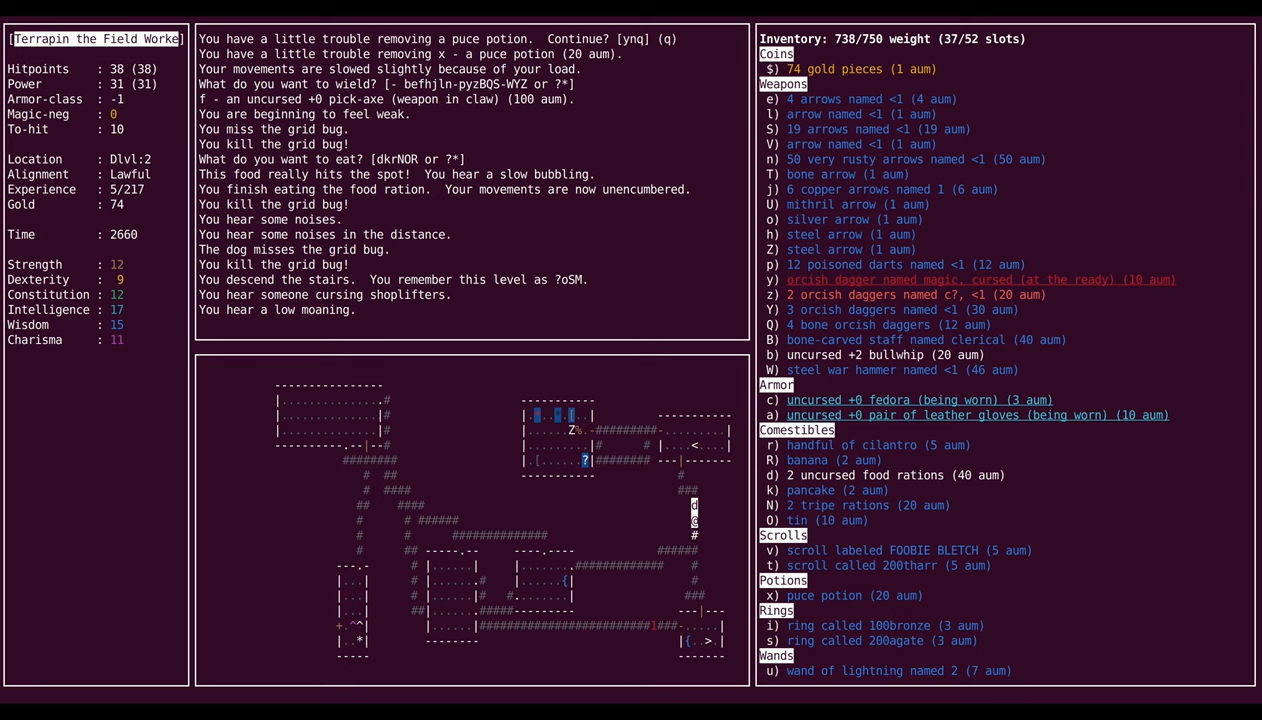 [Terrapin the Field Worke]
Hitpoints : 38 (38)
Power : 31 (31)
Armor-class : -1
Magic-neg : 0
To-hit : 10
Location : Dlvl:2
Alignment : Lawful
Experience : 5/217
Gold : 74
Time : 2660
Strength : 12
Dexterity : 9
Constitution : 12
Intelligence : 17
Wisdom : 15
Charisma : 11
You have a little trouble removing a puce potion.  Continue? [ynq] (q)
You have a little trouble removing x - a puce potion (20 aum).
Your movements are slowed slightly because of your load.
What do you want to wield? [- befhjln-pyzBQS-WYZ or ?*]
f - an uncursed +0 pick-axe (weapon in claw) (100 aum).
You are beginning to feel weak.
You miss the grid bug.
You kill the grid bug!
What do you want to eat? [dkrNOR or ?*]
This food really hits the spot!  You hear a slow bubbling.
You finish eating the food ration.  Your movements are now unencumbered.
You kill the grid bug!
You hear some noises.
You hear some noises in the distance.
The dog misses the grid bug.
You kill the grid bug!
You descend the stairs.  You remember this level as ?oSM.
You hear someone cursing shoplifters.
You hear a low moaning.
Inventory: 738/750 weight (37/52 slots)
Coins
$) 74 gold pieces (1 aum)
Weapons
e) 4 arrows named <1 (4 aum)
l) arrow named <1 (1 aum)
S) 19 arrows named <1 (19 aum)
V) arrow named <1 (1 aum)
n) 50 very rusty arrows named <1 (50 aum)
T) bone arrow (1 aum)
j) 6 copper arrows named 1 (6 aum)
U) mithril arrow (1 aum)
o) silver arrow (1 aum)
h) steel arrow (1 aum)
Z) steel arrow (1 aum)
p) 12 poisoned darts named <1 (12 aum)
y) orcish dagger named magic, cursed (at the ready) (10 aum)
z) 2 orcish daggers named c?, <1 (20 aum)
Y) 3 orcish daggers named <1 (30 aum)
Q) 4 bone orcish daggers (12 aum)
B) bone-carved staff named clerical (40 aum)
b) uncursed +2 bullwhip (20 aum)
W) steel war hammer named <1 (46 aum)
Armor
c) uncursed +0 fedora (being worn) (3 aum)
a) uncursed +0 pair of leather gloves (being worn) (10 aum)
Comestibles
r) handful of cilantro (5 aum)
R) banana (2 aum)
d) 2 uncursed food rations (40 aum)
k) pancake (2 aum)
N) 2 tripe rations (20 aum)
O) tin (10 aum)
Scrolls
v) scroll labeled FOOBIE BLETCH (5 aum)
t) scroll called 200tharr (5 aum)
Potions
x) puce potion (20 aum)
Rings
i) ring called 100bronze (3 aum)
s) ring called 200agate (3 aum)
Wands
u) wand of lightning named 2 (7 aum)